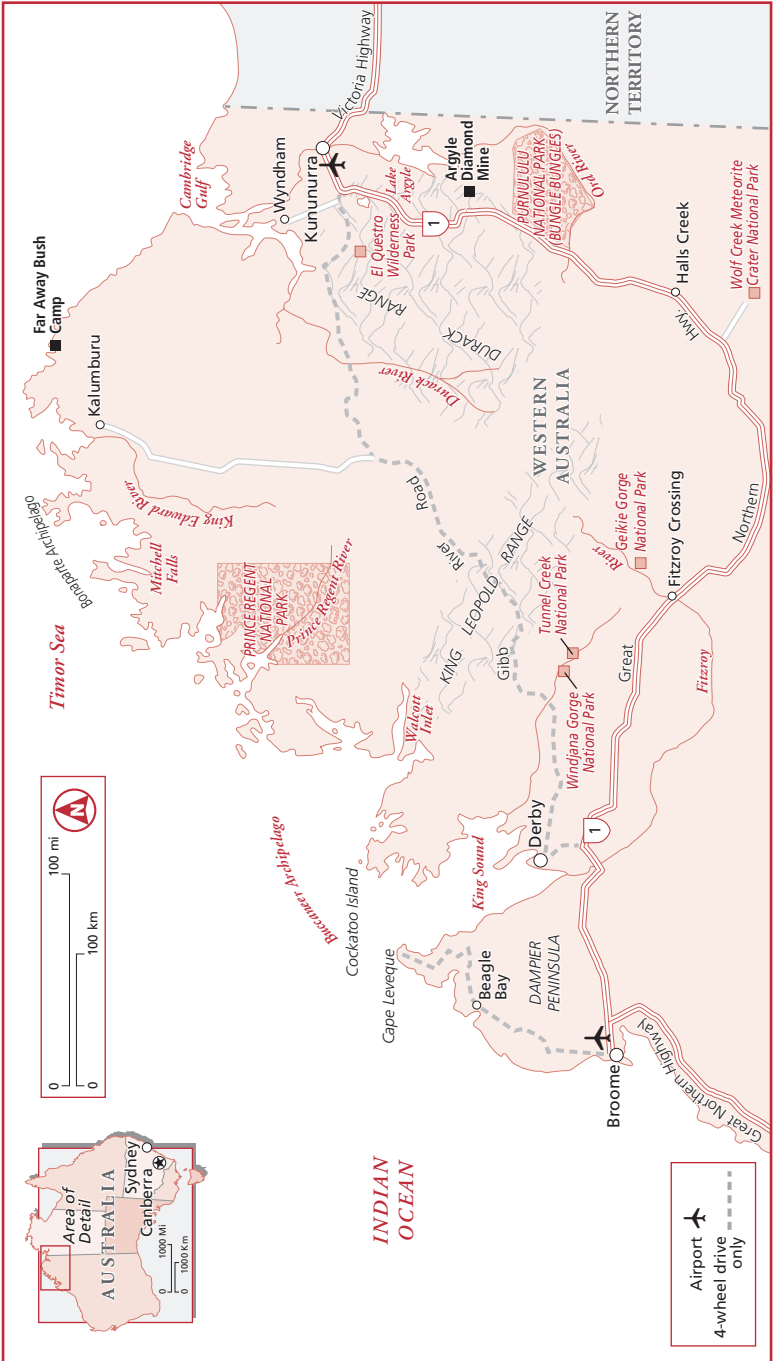 AUSTRALIA
Area of
Detail
Sydney
Canberra
0
1000 Mi
0
1000 Km
0
100 mi
0
100 km
N
Timor Sea
Bonaparte Archipelago
Far Away Bush
Camp
Kalumburu
King Edward River
Mitchell
Falls
PRINCE REGENT
NATIONAL
PARK
Prince Regent River
Cambridge
Gulf
Wyndham
Kununurra
Victoria Highway
Lake
Argyle
El Questro
Wilderness
Park
1
Argyle
Diamond
Mine
PURNULULU
NATIONAL PARK
(BUNGLE BUNGLES)
Ord River
NORTHERN
TERRITORY
DURACK
RANGE
Durack River
Buccaneer Archipelago
Cockatoo Island
Cape Leveque
Walcott
Inlet
King Sound
KING LEOPOLD RANGE
Gibb
River
Road
WESTERN
AUSTRALIA
Halls Creek
Wolf Creek Meteorite
Crater National Park
Tunnel Creek
National Park
Windjana Gorge
National Park
Geikie Gorge
National Park
Fitzroy Crossing
Fitzroy
River
Great
Northern
Hwy.
Derby
1
Beagle
Bay
DAMPIER
PENINSULA
Broome
Great Northern Highway
INDIAN
OCEAN
Airport
4-wheel drive
only